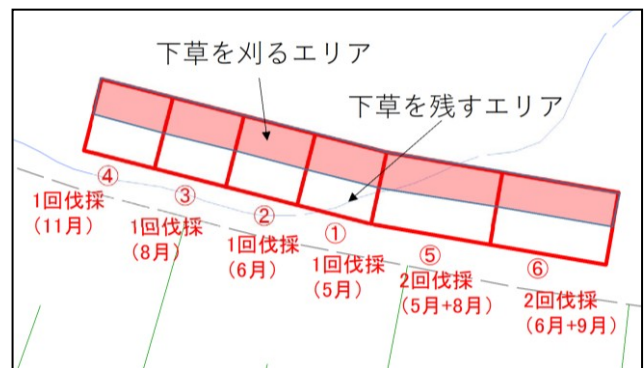 下草を刈るエリア
下草を残すエリア
④
1回伐採
(11月)
③
1回伐採
(8月)
②
1回伐採
(6月)
①
1回伐採
(5月)
⑤
2回伐採
(5月+8月)
⑥
2回伐採
(6月+9月)